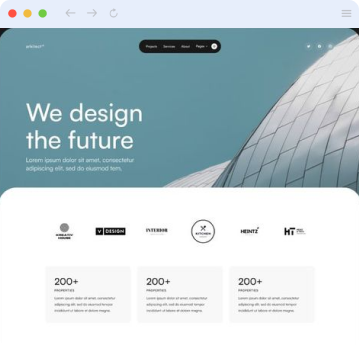 Projects Services About Pages
We design
the future
Lorem ipsum dolor sit amet, consectetur
adipiscing elit, sed do eiusmod tem.
V DESIGN
INTERIOR
KITCHEN
HEINTZ
HT
200+
PROPERTIES
Lorem ipsum dolor sit amet, consectetur
adipiscing elit, sed do eiusmod tempor
incididunt ut labore et dolore magna.
200+
PROPERTIES
Lorem ipsum dolor sit amet, consectetur
adipiscing elit, sed do eiusmod tempor
incididunt ut labore et dolore magna.
200+
PROPERTIES
Lorem ipsum dolor sit amet, consectetur
adipiscing elit, sed do eiusmod tempor
incididunt ut labore et dolore magna.